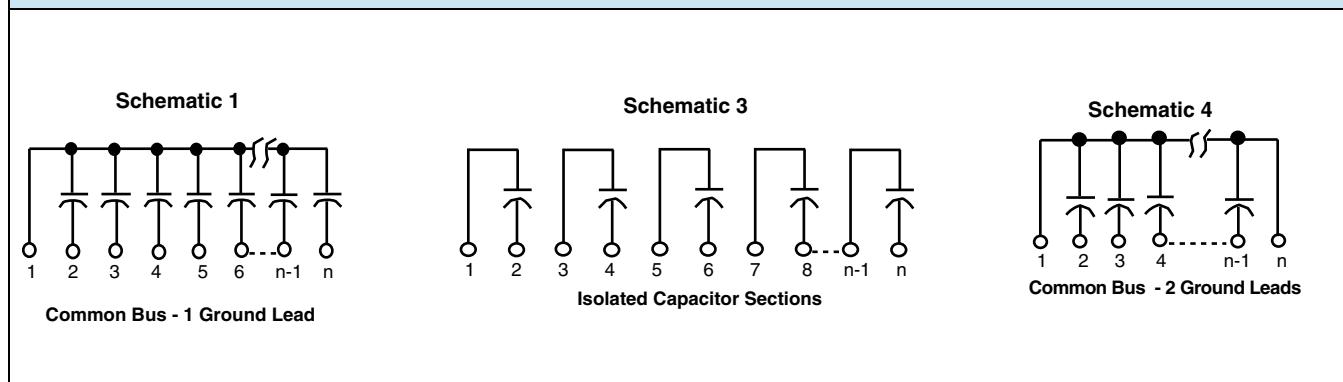 Schematic 1
1 2 3 4 5 6 n-1 n
Common Bus - 1 Ground Lead
Schematic 3
1 2 3 4 5 6 7 8 n-1 n
Isolated Capacitor Sections
Schematic 4
1 2 3 4 n-1 n
Common Bus - 2 Ground Leads